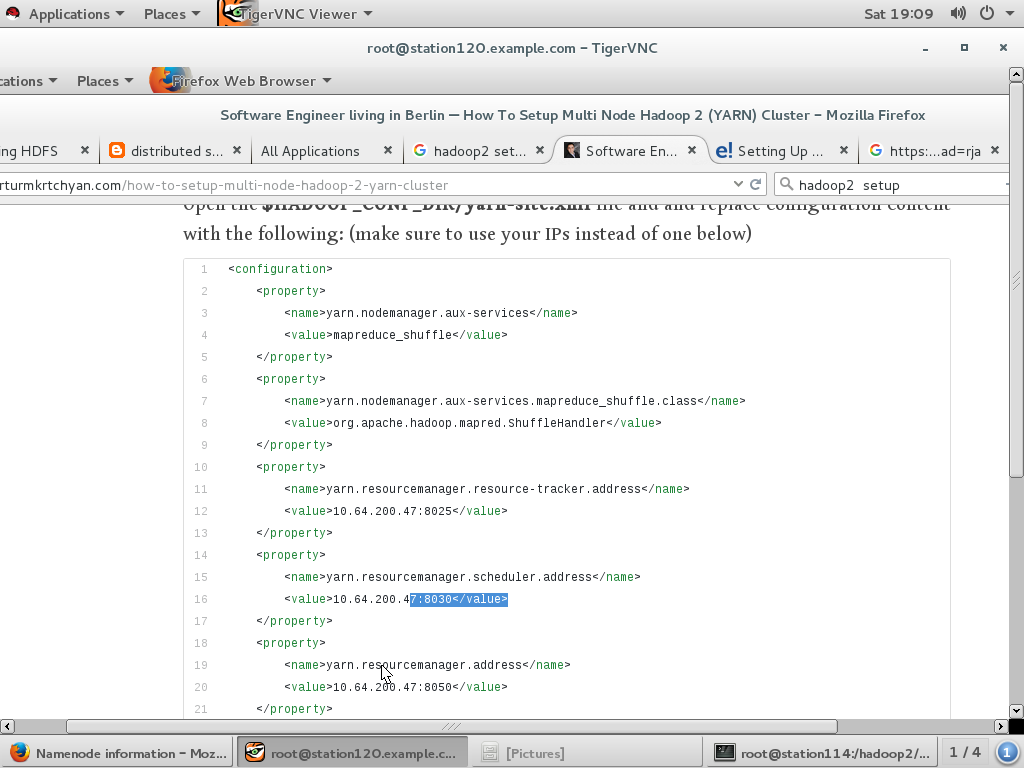 Applications
Places
TigerVNC Viewer
Sat 19:09
root@station120.example.com – TigerVNC
cations
Places
Firefox Web Browser
Software Engineer living in Berlin — How To Setup Multi Node Hadoop 2 (YARN) Cluster – Mozilla Firefox
ng HDFS
distributed s...
All Applications
hadoop2 set...
Software En...
Setting Up ...
https:...ad=rja
rturmkrtchyan.com/how-to-setup-multi-node-hadoop-2-yarn-cluster
hadoop2 setup
Open the $HADOOP_CONF_DIR/yarn-site.xml file and and replace configuration content
with the following: (make sure to use your IPs instead of one below)
1 <configuration>
2 <property>
3 <name>yarn.nodemanager.aux-services</name>
4 <value>mapreduce_shuffle</value>
5 </property>
6 <property>
7 <name>yarn.nodemanager.aux-services.mapreduce_shuffle.class</name>
8 <value>org.apache.hadoop.mapred.ShuffleHandler</value>
9 </property>
10 <property>
11 <name>yarn.resourcemanager.resource-tracker.address</name>
12 <value>10.64.200.47:8025</value>
13 </property>
14 <property>
15 <name>yarn.resourcemanager.scheduler.address</name>
16 <value>10.64.200.47:8030</value>
17 </property>
18 <property>
19 <name>yarn.resourcemanager.address</name>
20 <value>10.64.200.47:8050</value>
21 </property>
Namenode information – Moz...
root@station120.example.c...
[Pictures]
root@station114:/hadoop2/...
1 / 4
1